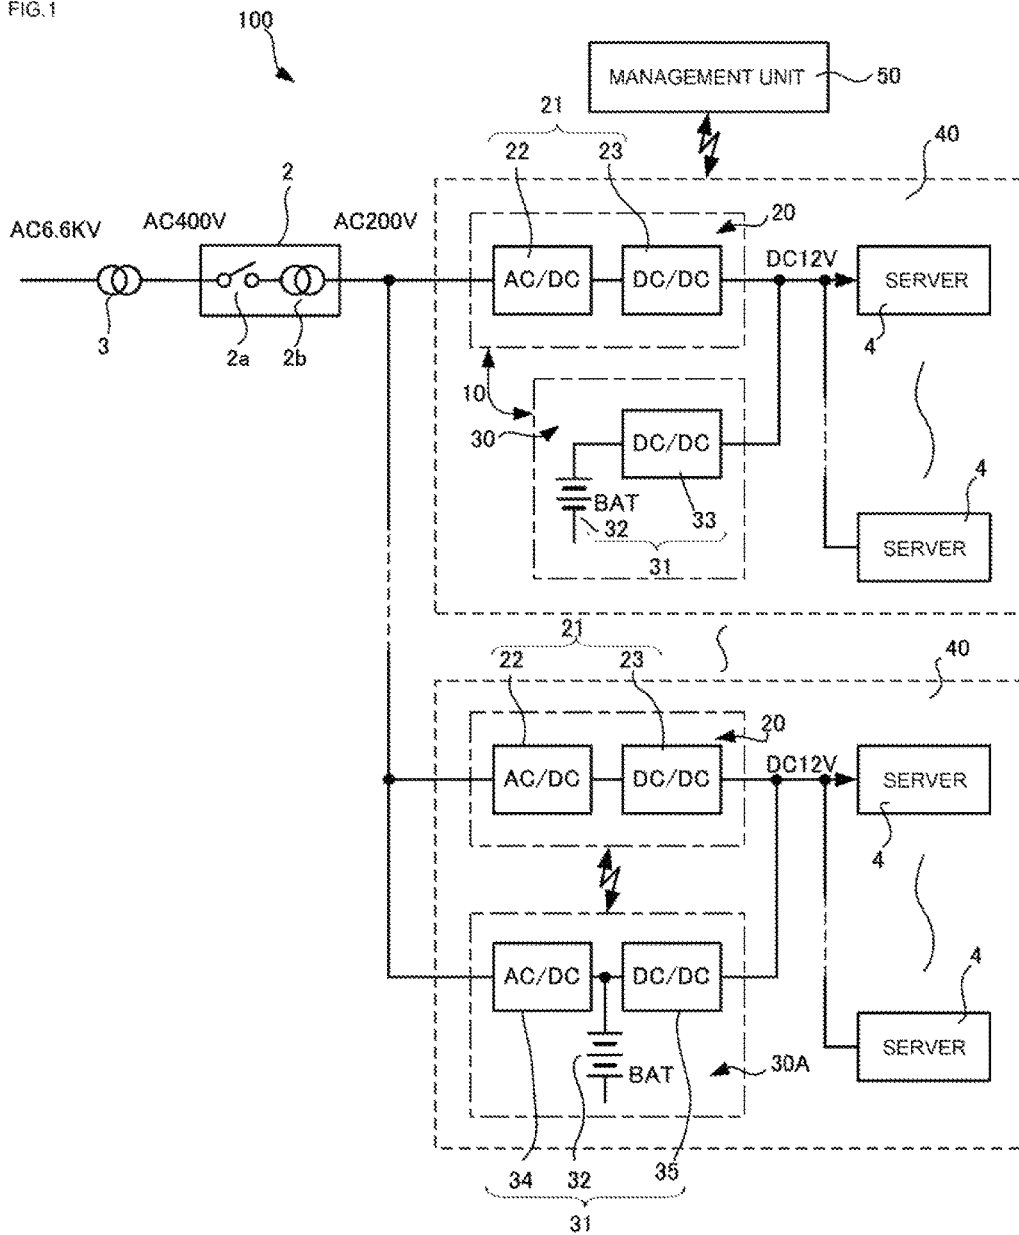 FIG.1
100
MANAGEMENT UNIT
50
21
22
23
40
2
AC6.6KV
AC400V
AC200V
20
AC/DC
DC/DC
DC12V
SERVER
3
2a
2b
4
10
30
DC/DC
BAT
32
33
31
4
SERVER
21
22
23
40
20
AC/DC
DC/DC
DC12V
SERVER
4
AC/DC
DC/DC
4
BAT
30A
SERVER
34
32
35
31